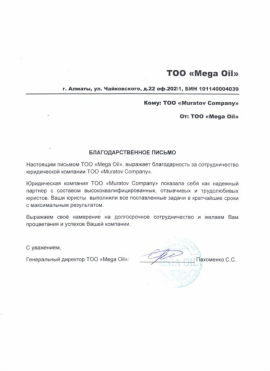 ТОО «Mega Oil»
г. Алматы, ул. Чайковского, д.22 оф.202/1, БИН 101140004039
Кому: ТОО «Muratov Company»
От: ТОО «Mega Oil»
БЛАГОДАРСТВЕННОЕ ПИСЬМО
Настоящим письмом ТОО «Mega Oil», выражает благодарность за сотрудничество
юридической компании ТОО «Muratov Company».
Юридическая компания ТОО «Muratov Company» показала себя как надежный
партнер с составом высококвалифицированных, отзывчивых и трудолюбивых
юристов. Ваши юристы выполняли все поставленные задачи в кратчайшие сроки
с максимальным результатом.
Выражаем своё намерение на долгосрочное сотрудничество и желаем Вам
процветания и успехов Вашей компании.
С уважением,
Генеральный директор ТОО «Mega Oil»: Пахоменко С.С.